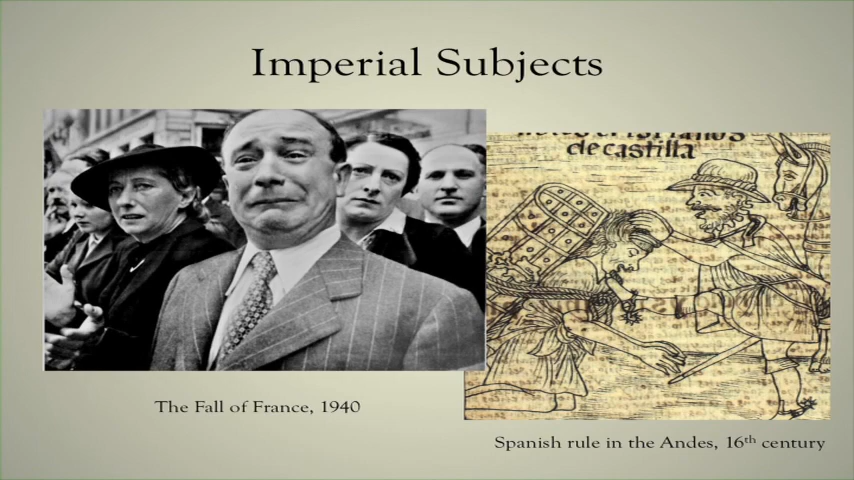 Imperial Subjects
de castilla
The Fall of France, 1940
Spanish rule in the Andes, 16th century